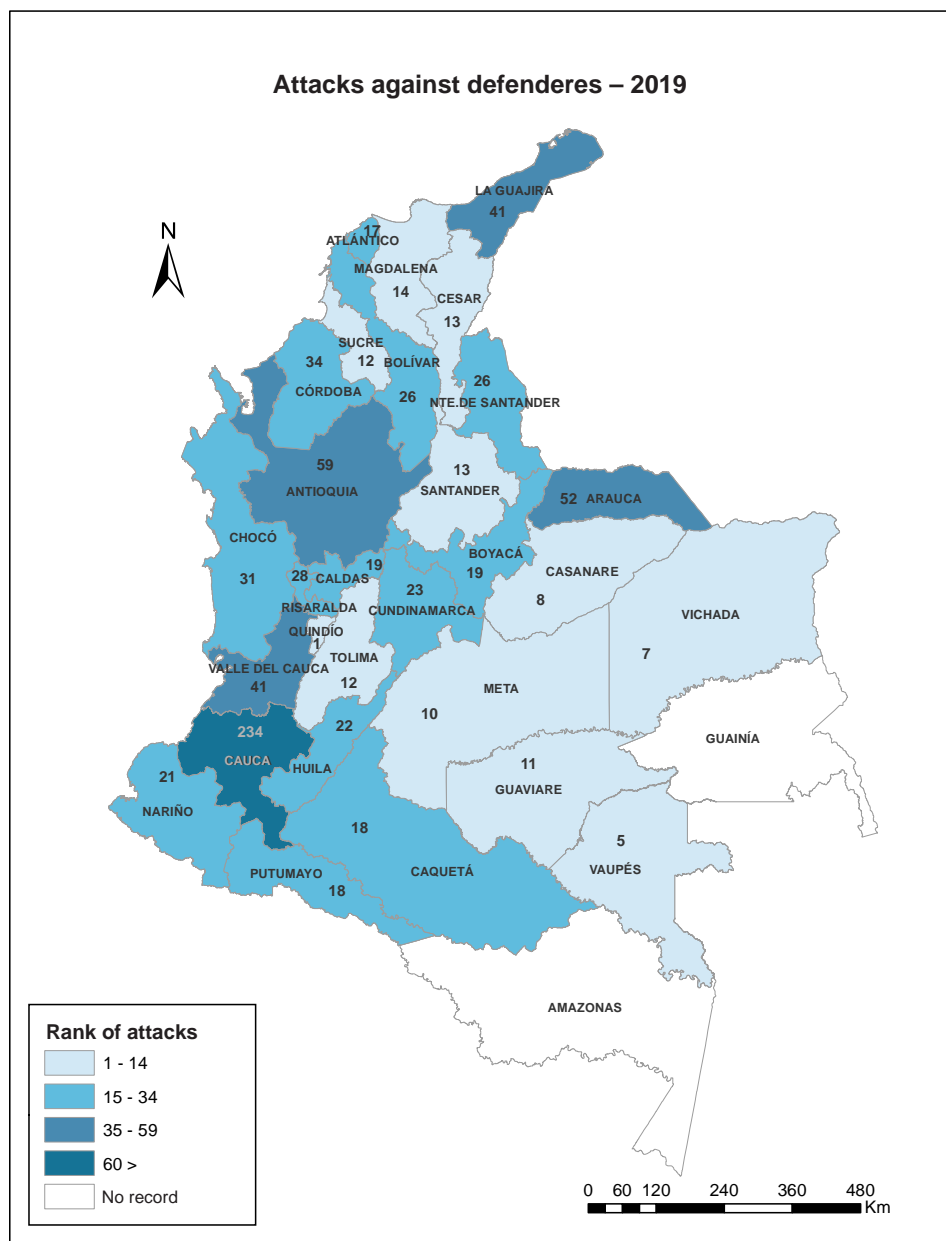 Attacks against defenderes – 2019
LA GUAJIRA
41
N
17
ATLÁNTICO
MAGDALENA
14
CESAR
13
SUCRE
12
BOLÍVAR
26
34
CÓRDOBA
26
NTE.DE SANTANDER
59
ANTIOQUIA
13
SANTANDER
52 ARAUCA
CHOCÓ
31
28
CALDAS
19
RISARALDA
BOYACÁ
19
23
CUNDINAMARCA
CASANARE
8
VICHADA
7
QUINDÍO
1
TOLIMA
12
VALLE DEL CAUCA
41
META
10
GUAINÍA
234
CAUCA
22
HUILA
11
GUAVIARE
21
NARIÑO
18
CAQUETÁ
5
VAUPÉS
PUTUMAYO
18
AMAZONAS
Rank of attacks
1 - 14
15 - 34
35 - 59
60 >
No record
0 60 120 240 360 480
Km